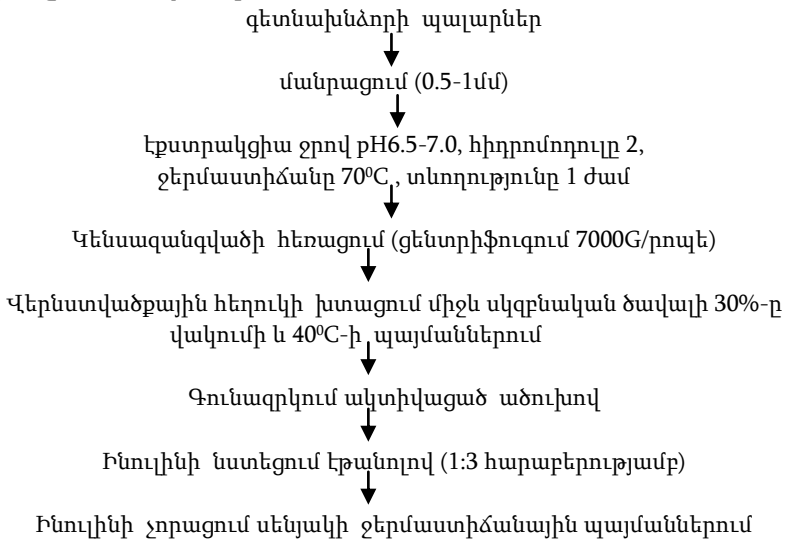 գետնախնձորի պալարներ
մանրացում (0.5-1մմ)
էքստրակցիա ջրով pH6.5-7.0, հիդրոմոդուլը 2,
ջերմաստիճանը 70⁰C , տևողությունը 1 ժամ
Կենսազանգվածի հեռացում (ցենտրիֆուգում 7000G/րոպե)
Վերնստվածքային հեղուկի խտացում միջև սկզբնական ծավալի 30%-ը
վակումի և 40⁰C-ի պայմաններում
Գունազրկում ակտիվացած ածուխով
Ինուլինի նստեցում էթանոլով (1:3 հարաբերությամբ)
Ինուլինի չորացում սենյակի ջերմաստիճանային պայմաններում